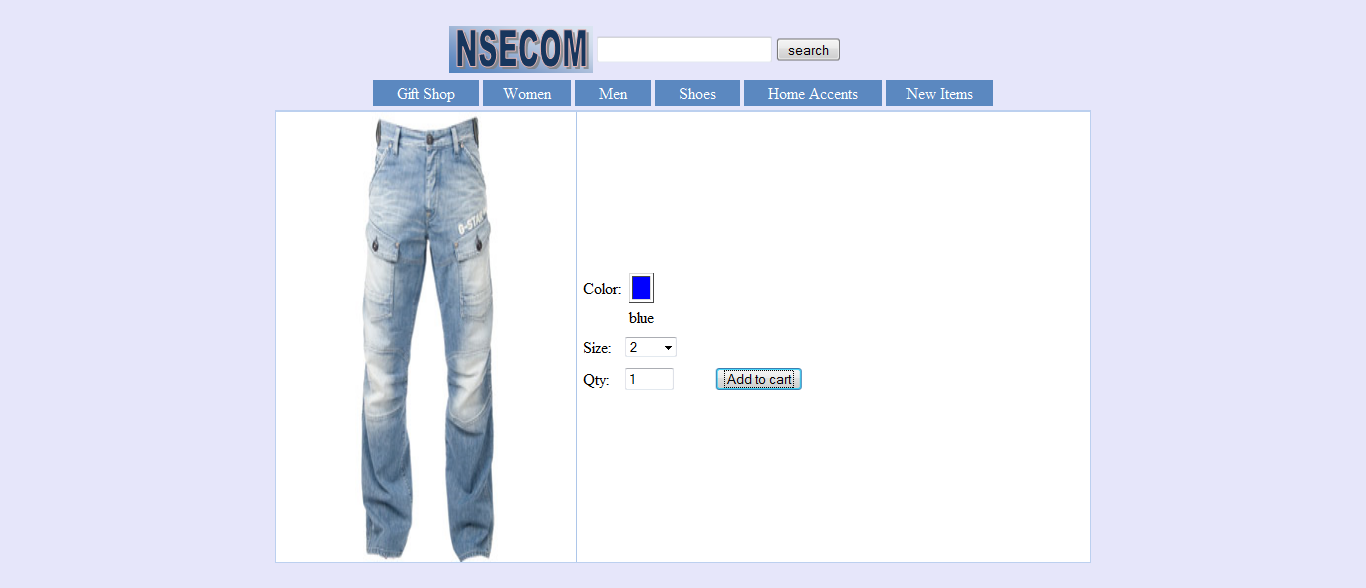 NSECOM search
Gift Shop Women Men Shoes Home Accents New Items
Color:
blue
Size: 2
Qty: 1 Add to cart